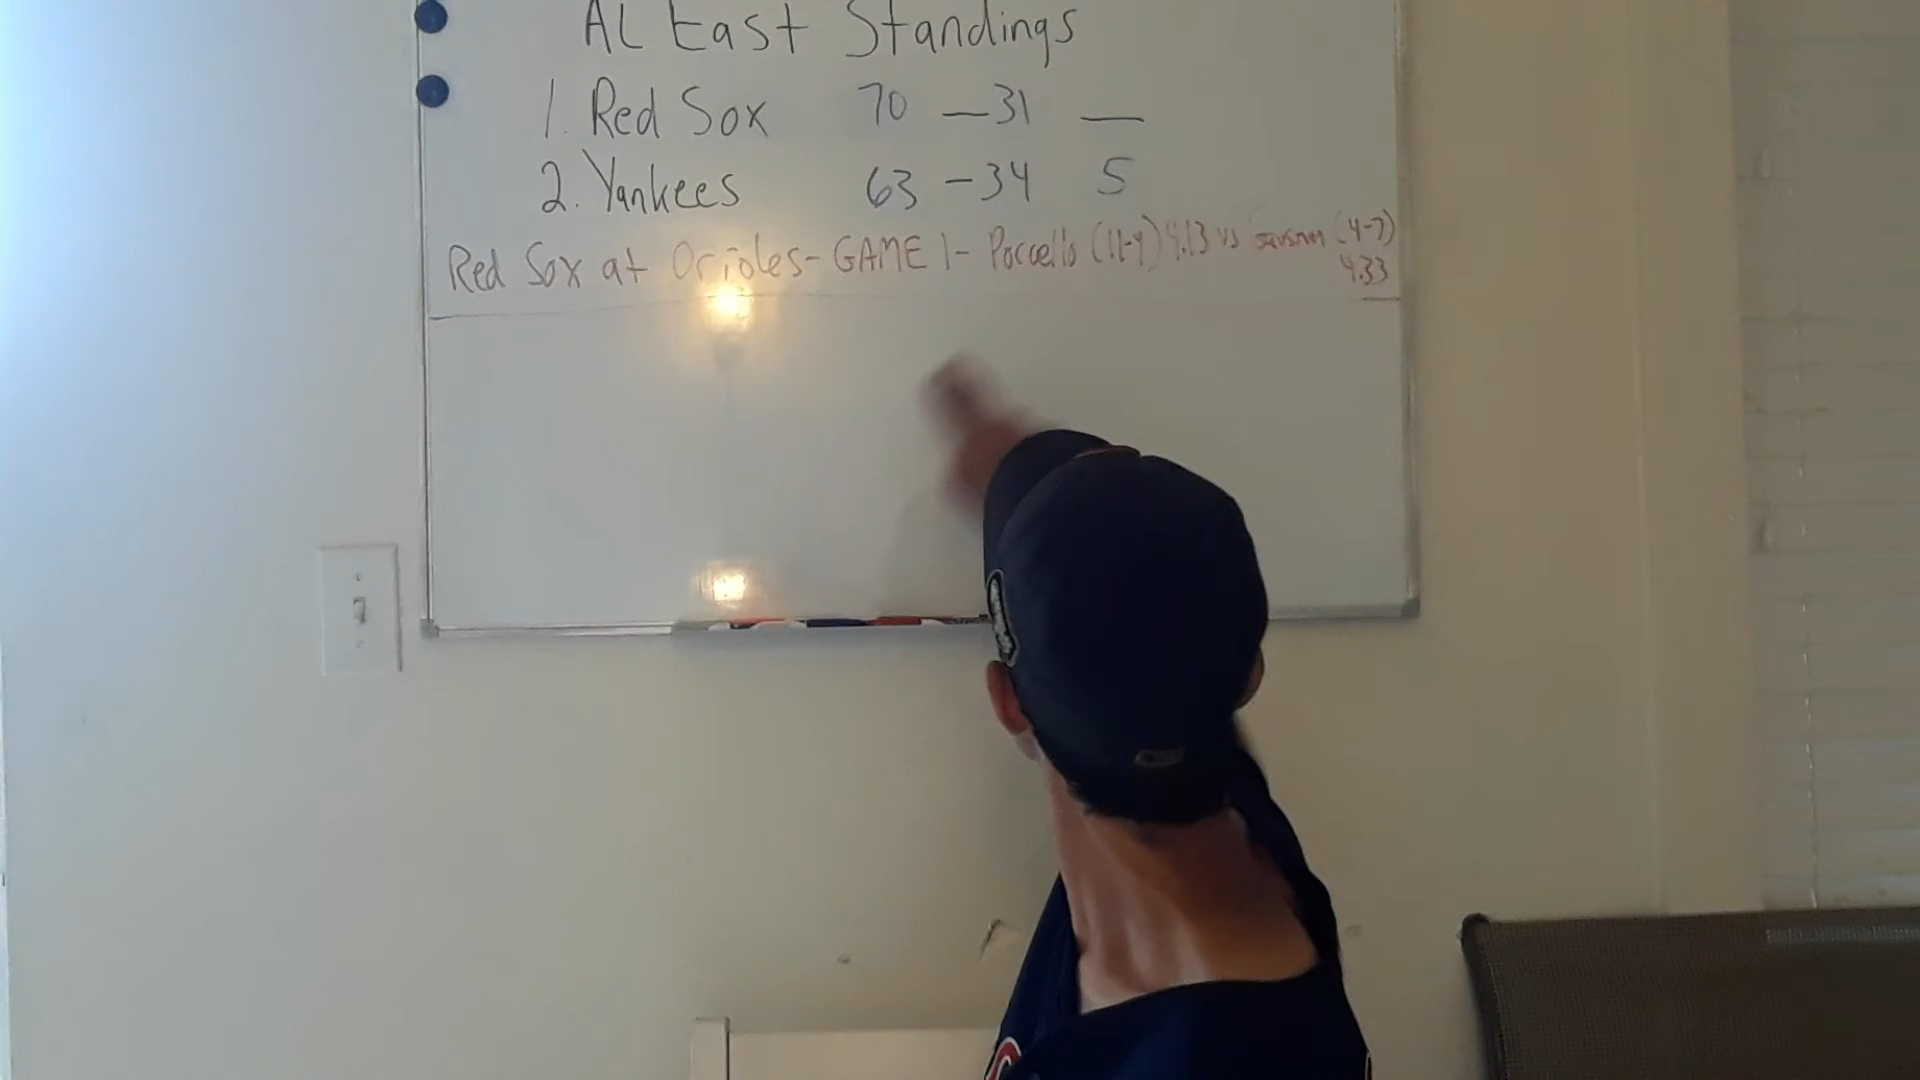 AL East Standings
1. Red Sox 70 – 31 —
2. Yankees 63 – 34 5
Red Sox at Orioles- GAME 1- Porcello (11-4) 4.13 vs (4-7)
4.33